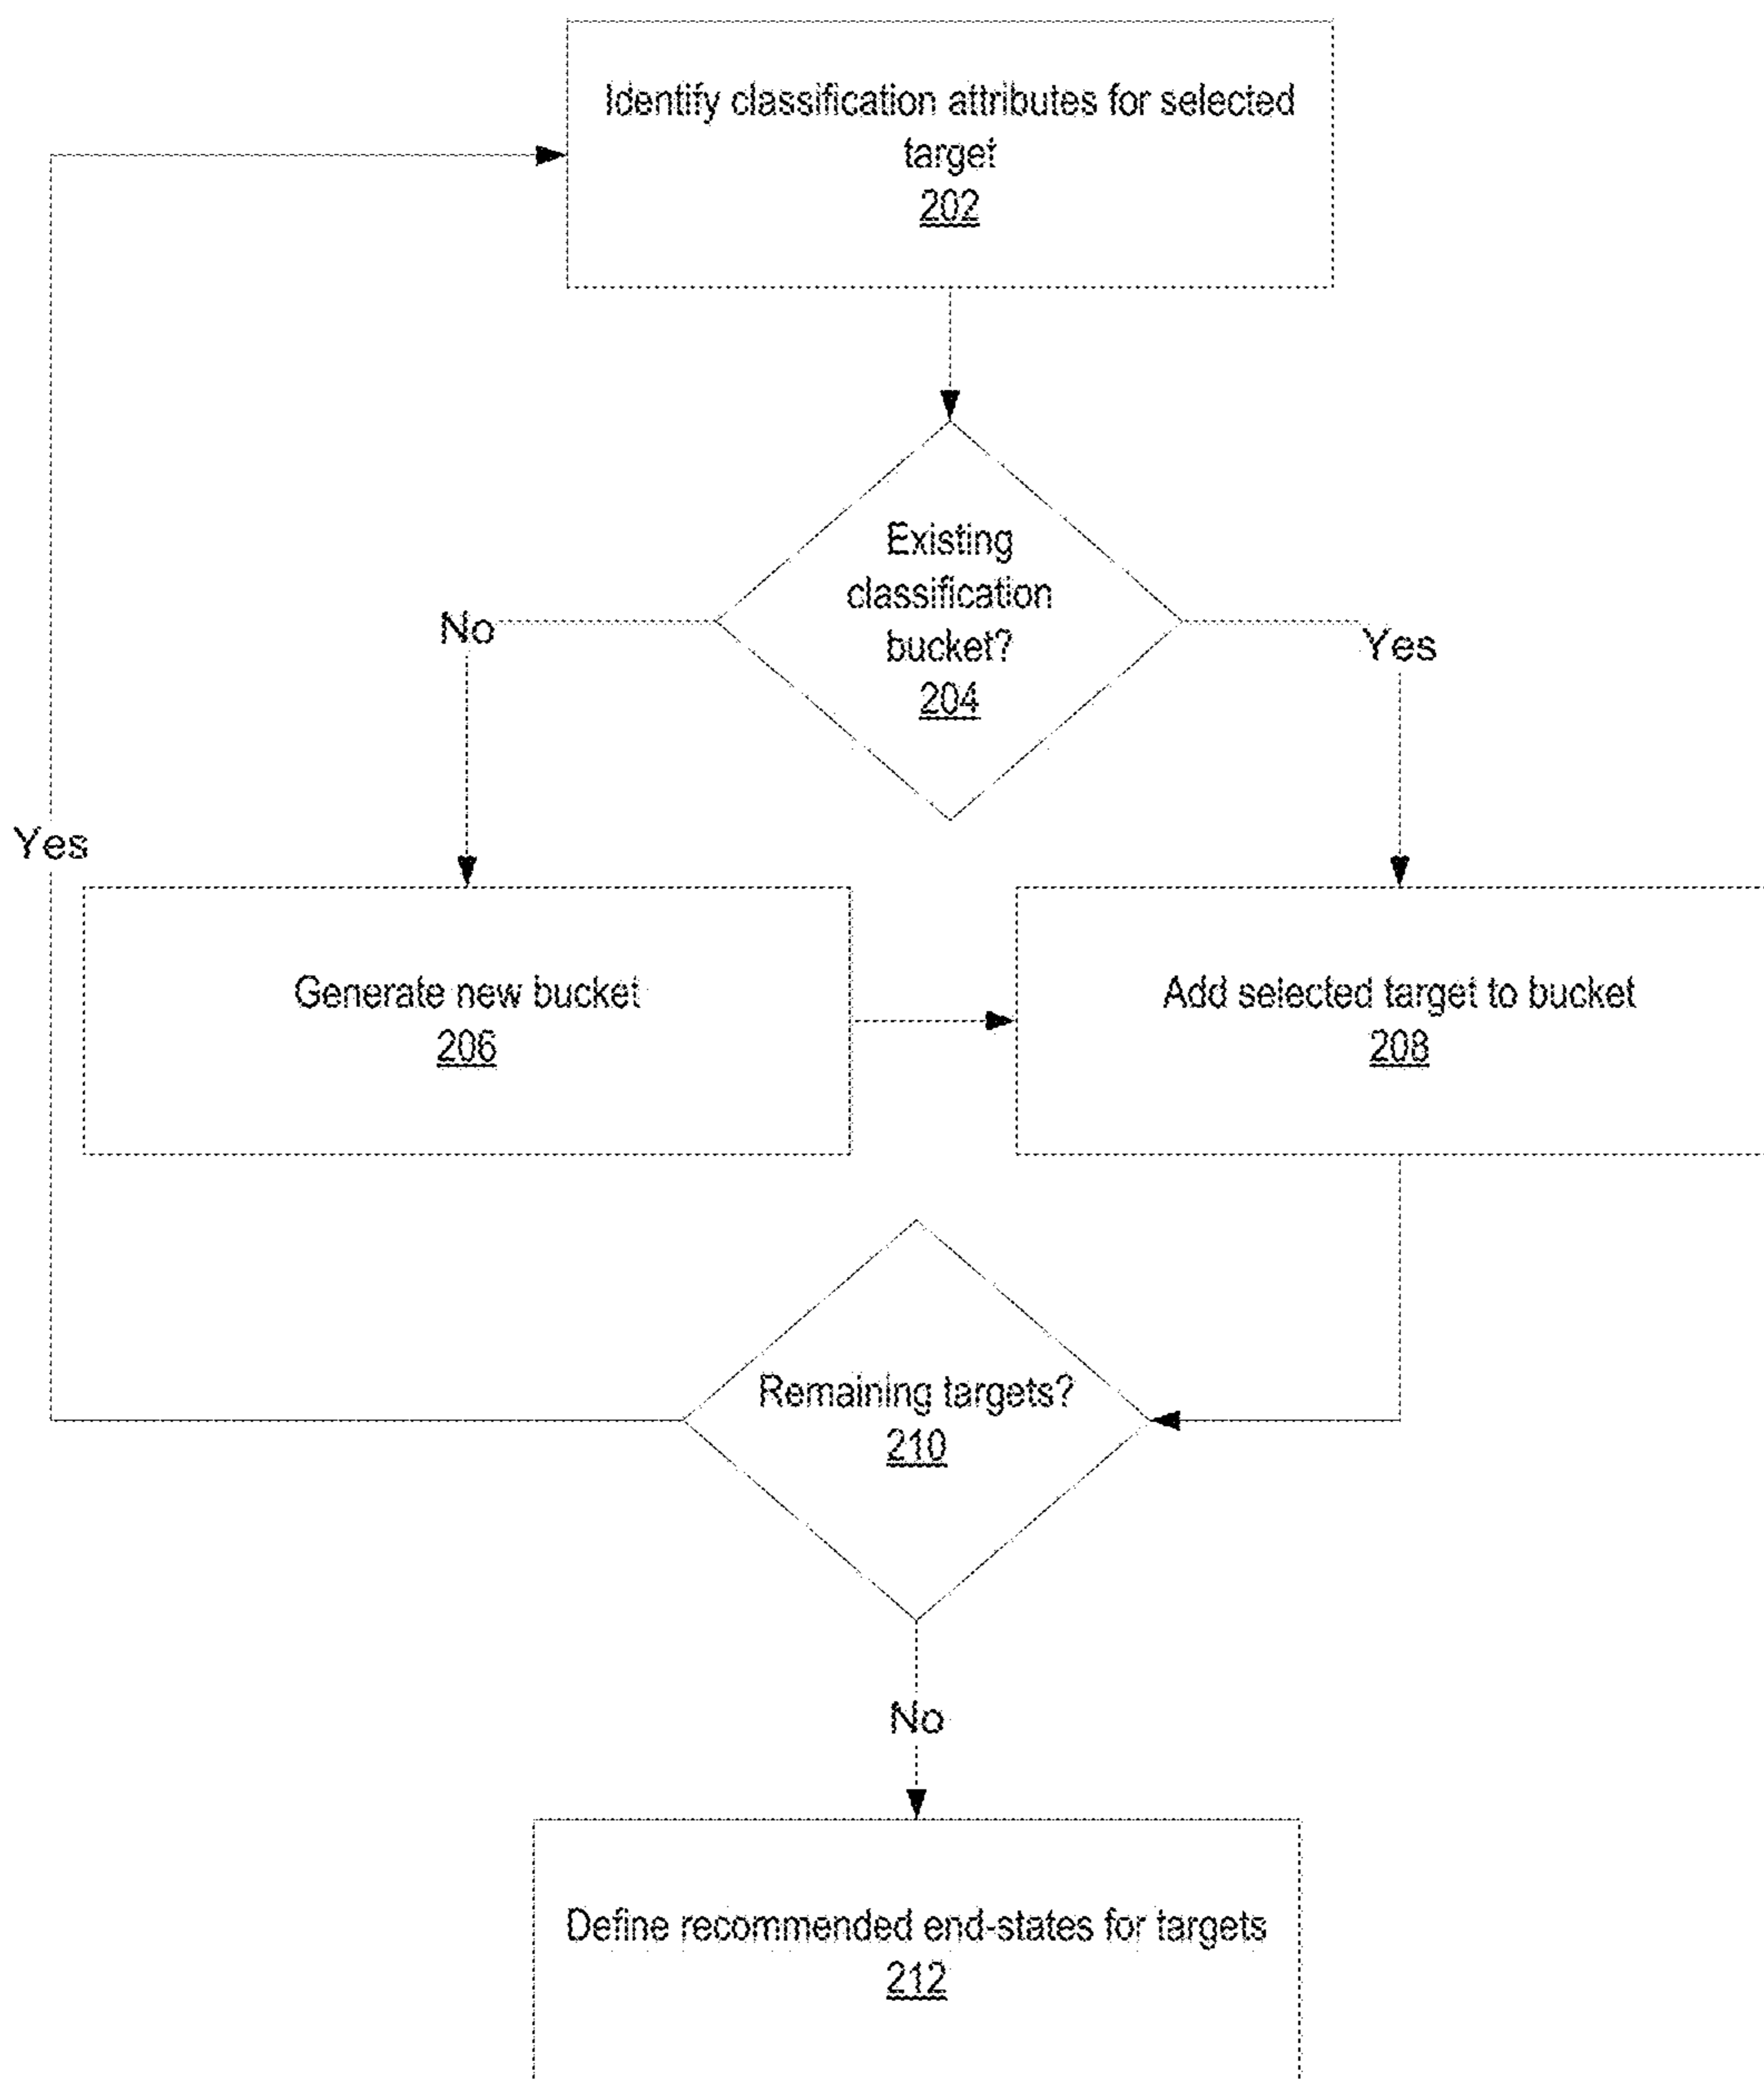 Identify classification attributes for selected
target
202
Existing
classification
bucket?
204
No
Yes
Yes
Generate new bucket
206
Add selected target to bucket
208
Remaining targets?
210
No
Define recommended end-states for targets
212